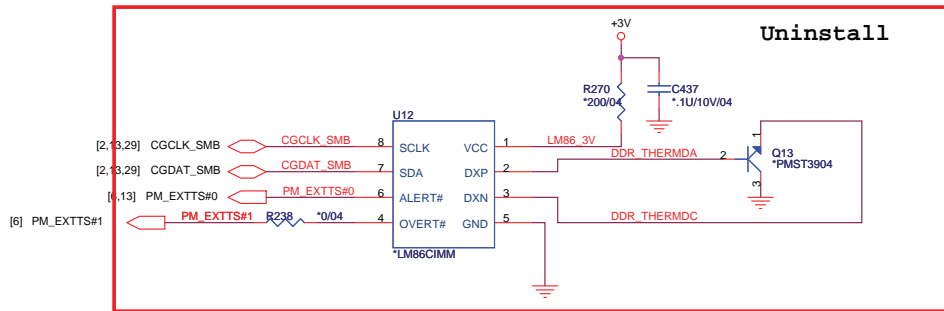 +3V
Uninstall
R270
*200/04
C437
*.1U/10V/04
U12
[2,13,29] CGCLK_SMB CGCLK_SMB 8 SCLK VCC 1 LM86_3V
[2,13,29] CGDAT_SMB CGDAT_SMB 7 SDA DXP 2 DDR_THERMDA 2
1
Q13
*PMST3904
3
[6,13] PM_EXTTS#0 PM_EXTTS#0 6 ALERT# DXN 3 DDR_THERMDC
[6] PM_EXTTS#1 PM_EXTTS#1 R238 *0/04 4 OVERT# GND 5
*LM86CIMM